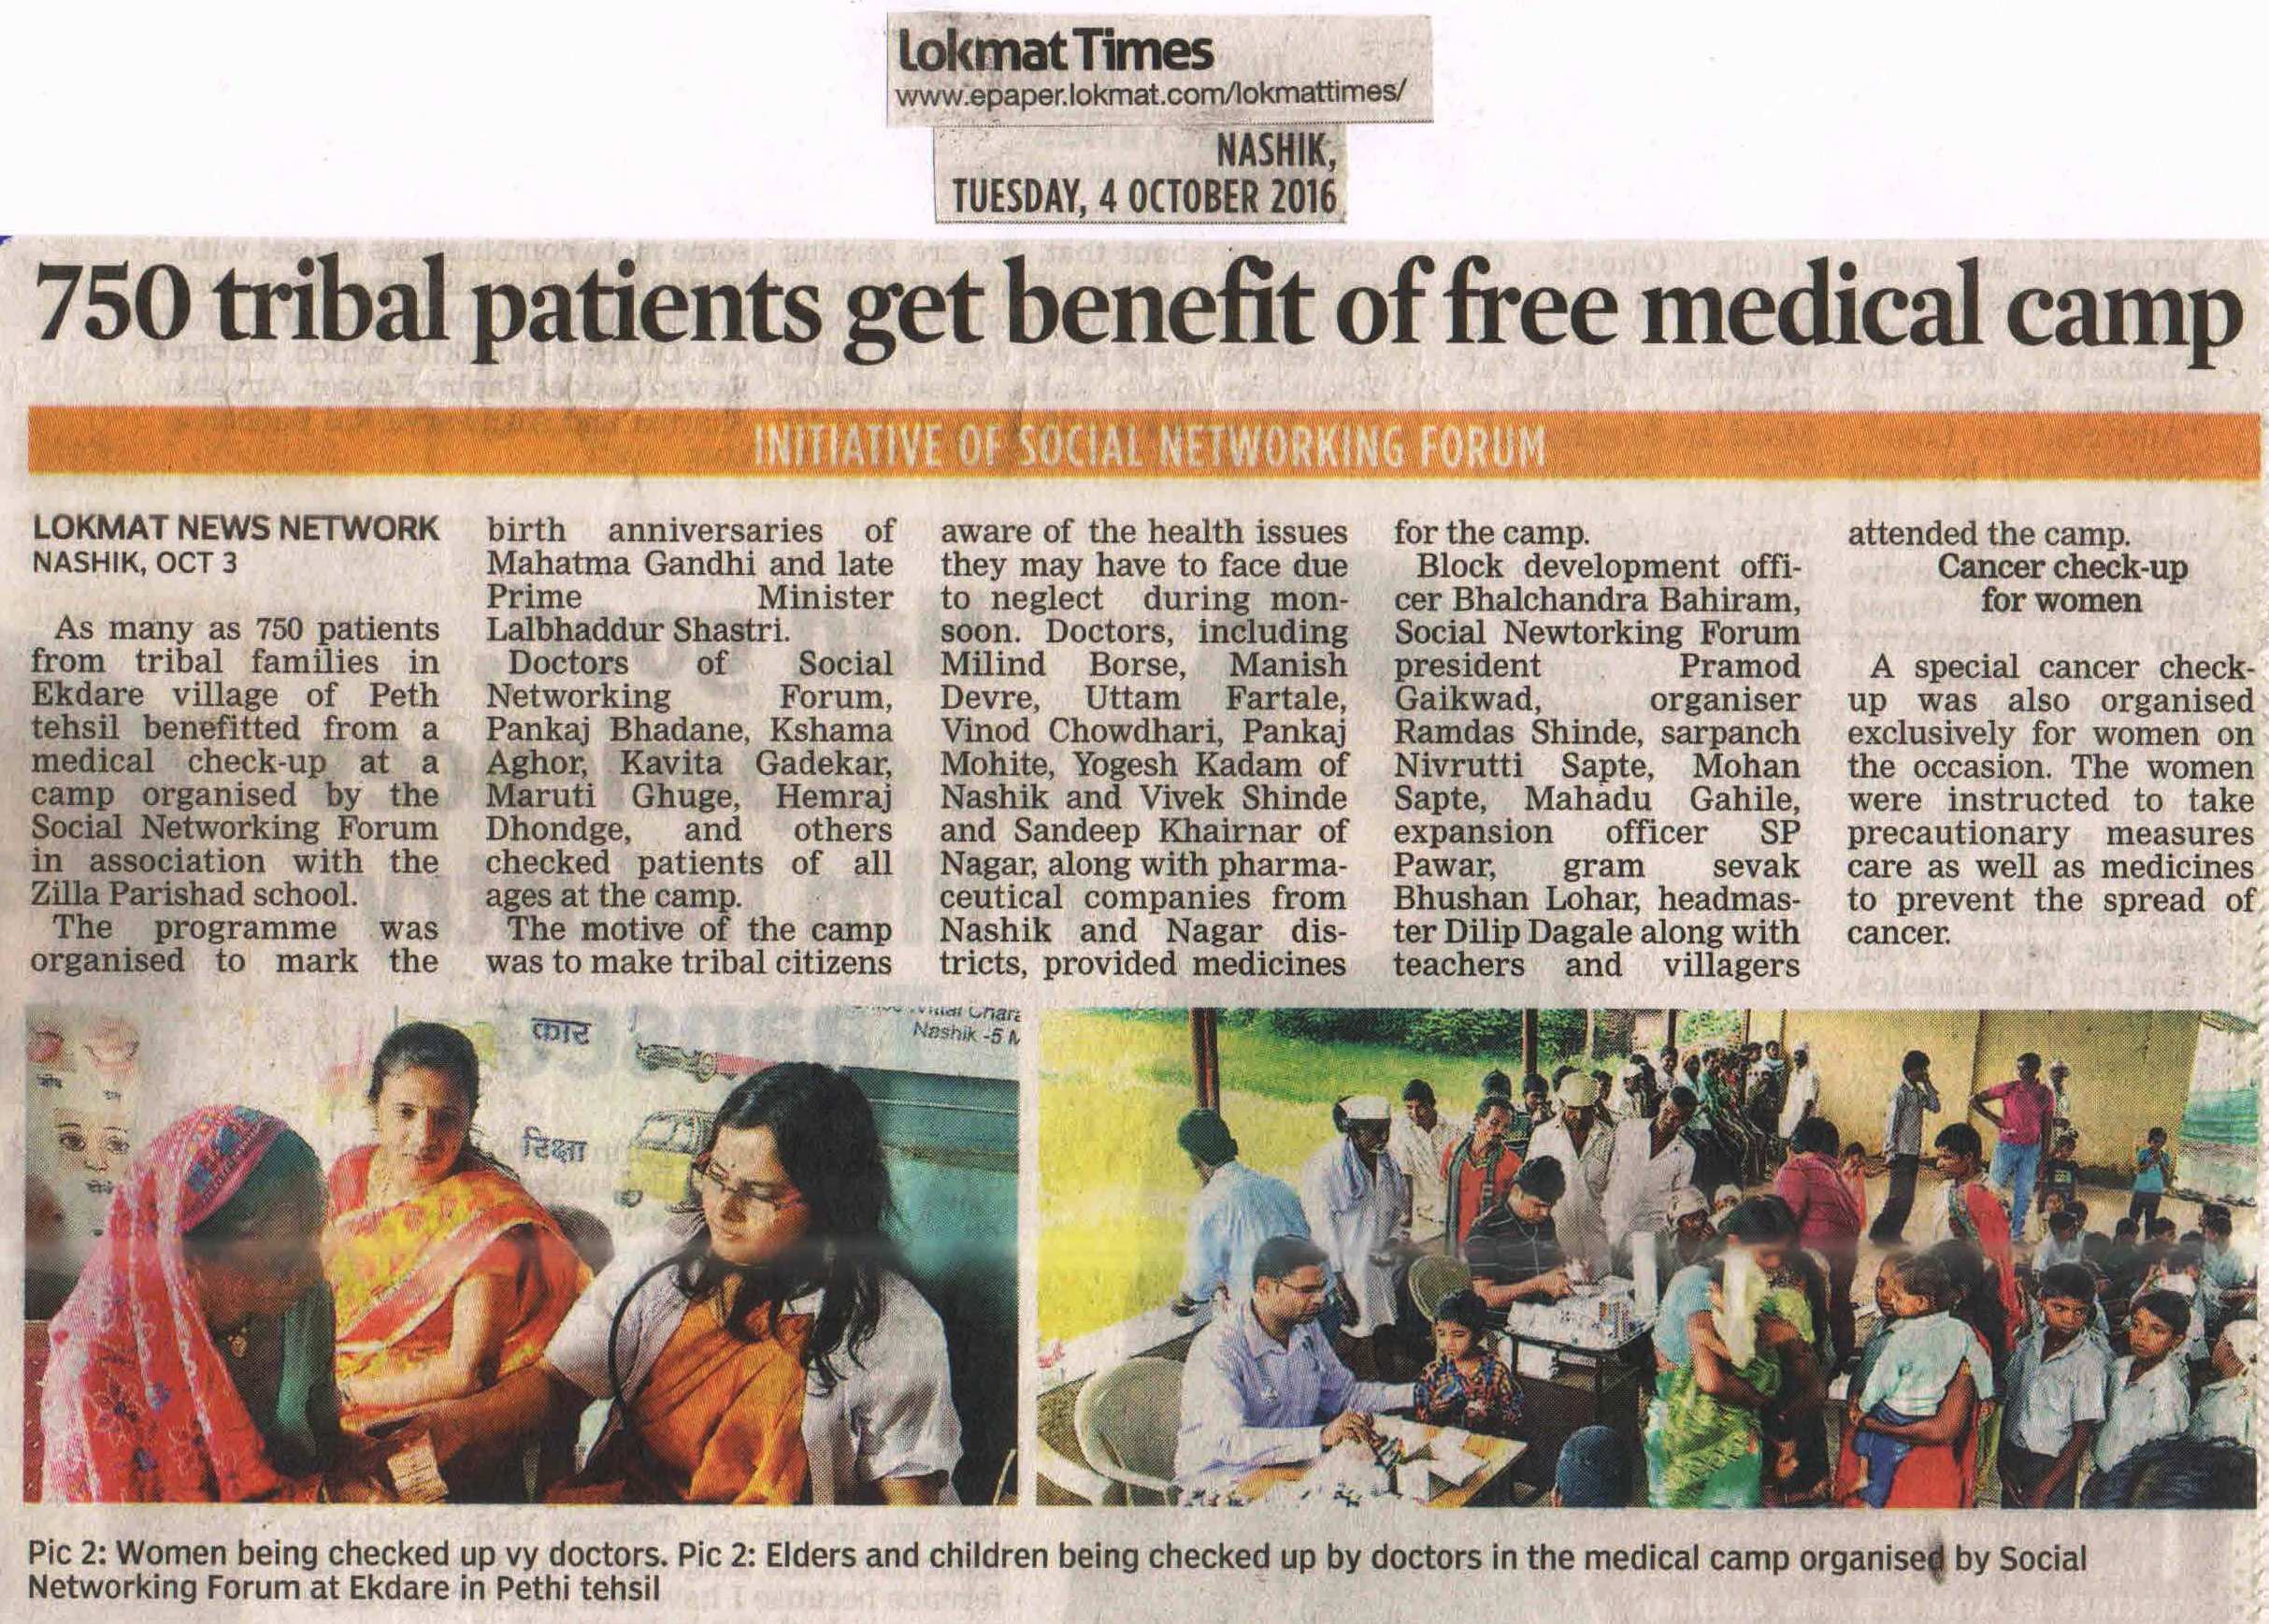 Lokmat Times
www.epaper.lokmat.com/lokmattimes/
NASHIK,
TUESDAY, 4 OCTOBER 2016
750 tribal patients get benefit of free medical camp
INITIATIVE OF SOCIAL NETWORKING FORUM
LOKMAT NEWS NETWORK
NASHIK, OCT 3
As many as 750 patients
from tribal families in
Ekdare village of Peth
tehsil benefitted from a
medical check-up at a
camp organised by the
Social Networking Forum
in association with the
Zilla Parishad school.
The programme was
organised to mark the
birth anniversaries of
Mahatma Gandhi and late
Prime Minister
Lalbhaddur Shastri.
Doctors of Social
Networking Forum,
Pankaj Bhadane, Kshama
Aghor, Kavita Gadekar,
Maruti Ghuge, Hemraj
Dhondge, and others
checked patients of all
ages at the camp.
The motive of the camp
was to make tribal citizens
aware of the health issues
they may have to face due
to neglect during mon-
soon. Doctors, including
Milind Borse, Manish
Devre, Uttam Fartale,
Vinod Chowdhari, Pankaj
Mohite, Yogesh Kadam of
Nashik and Vivek Shinde
and Sandeep Khairnar of
Nagar, along with pharma-
ceutical companies from
Nashik and Nagar dis-
tricts, provided medicines
for the camp.
Block development offi-
cer Bhalchandra Bahiram,
Social Newtorking Forum
president Pramod
Gaikwad, organiser
Ramdas Shinde, sarpanch
Nivrutti Sapte, Mohan
Sapte, Mahadu Gahile,
expansion officer SP
Pawar, gram sevak
Bhushan Lohar, headmas-
ter Dilip Dagale along with
teachers and villagers
attended the camp.
Cancer check-up
for women
A special cancer check-
up was also organised
exclusively for women on
the occasion. The women
were instructed to take
precautionary measures
care as well as medicines
to prevent the spread of
cancer.
कार
Nashik -5
रिक्षा
Pic 2: Women being checked up vy doctors. Pic 2: Elders and children being checked up by doctors in the medical camp organised by Social
Networking Forum at Ekdare in Pethi tehsil